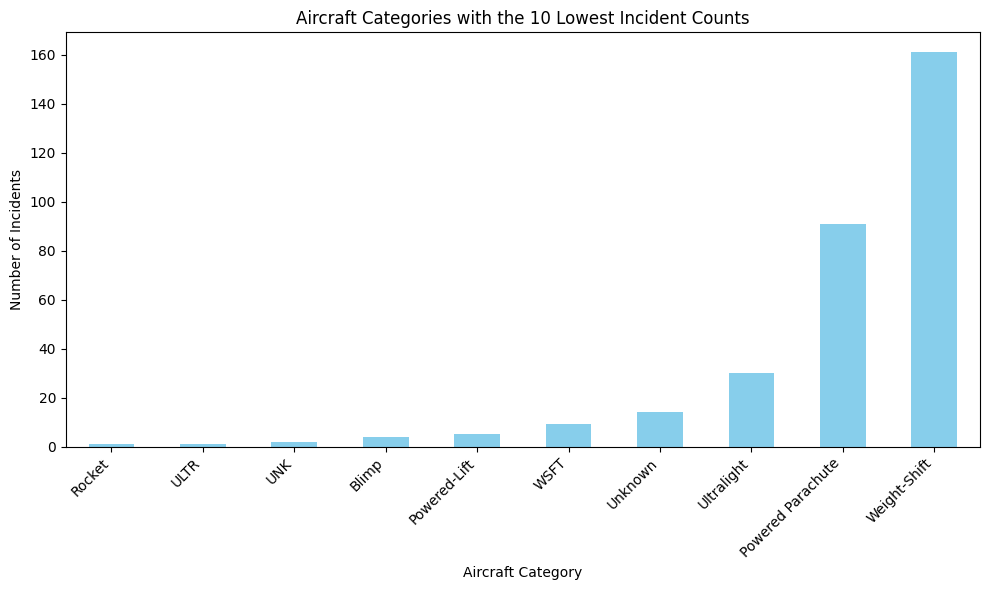 Aircraft Categories with the 10 Lowest Incident Counts
Number of Incidents
160
140
120
100
80
60
40
20
0
Rocket
ULTR
UNK
Blimp
Powered-Lift
WSFT
Unknown
Ultralight
Powered Parachute
Weight-Shift
Aircraft Category